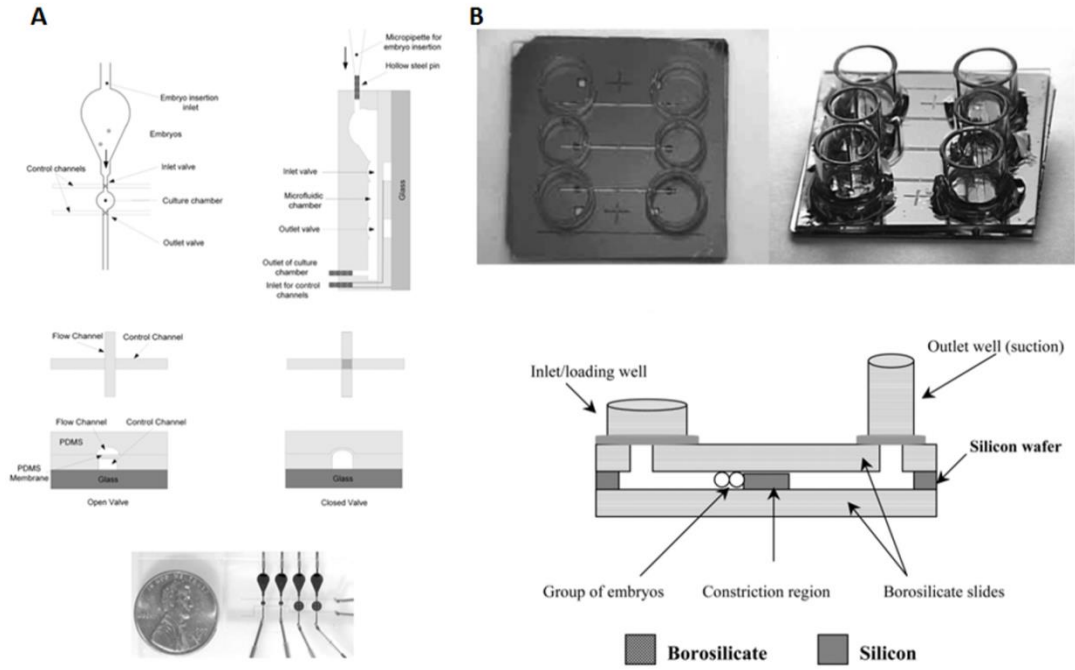 A
Embryo insertion
inlet
Embryos
Inlet valve
Control channels
Culture chamber
Outlet valve
Micropipette for
embryo insertion
Hollow steel pin
Inlet valve
Microfluidic
chamber
Outlet valve
Glass
Outlet of culture
chamber
Inlet for control
channels
Flow Channel
Control Channel
Flow Channel
Control Channel
PDMS
PDMS
Membrane
Glass
Open Valve
Glass
Closed Valve
B
Inlet/loading well
Outlet well (suction)
Silicon wafer
Group of embryos
Constriction region
Borosilicate slides
Borosilicate
Silicon